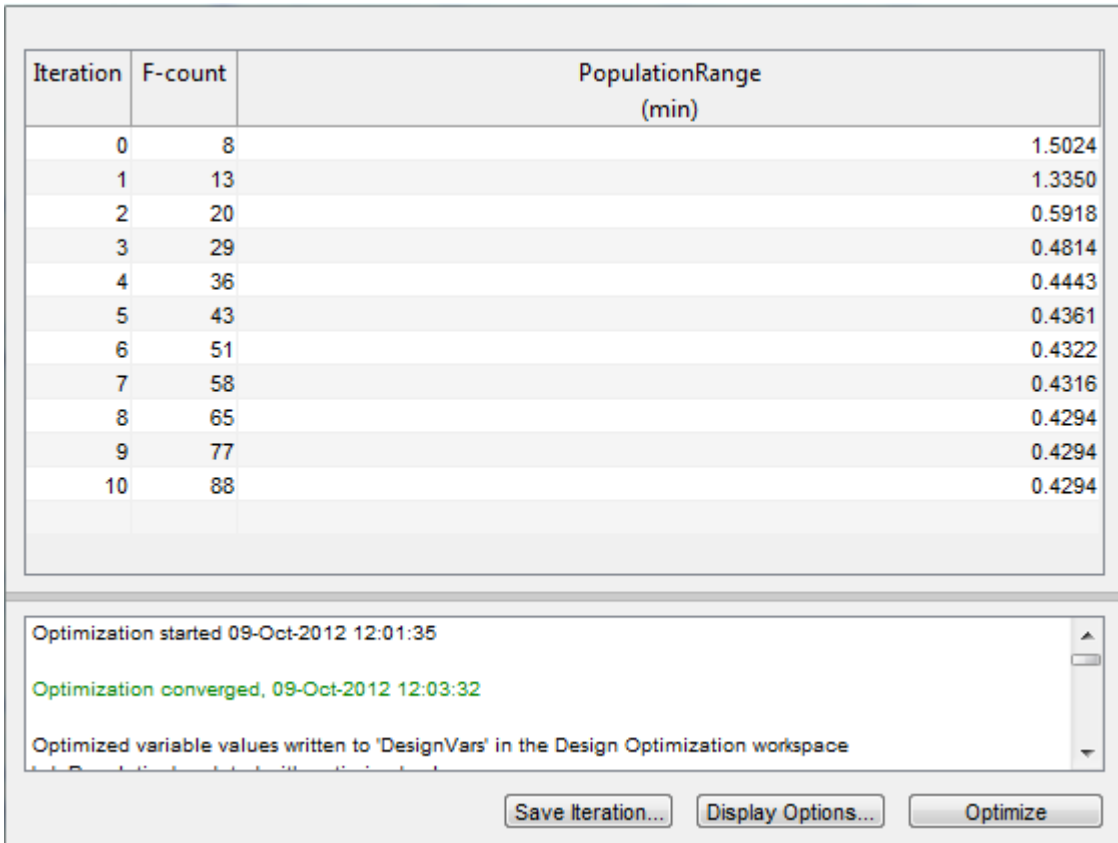 Iteration F-count PopulationRange
(min)
0 8 1.5024
1 13 1.3350
2 20 0.5918
3 29 0.4814
4 36 0.4443
5 43 0.4361
6 51 0.4322
7 58 0.4316
8 65 0.4294
9 77 0.4294
10 88 0.4294
Optimization started 09-Oct-2012 12:01:35
Optimization converged, 09-Oct-2012 12:03:32
Optimized variable values written to 'DesignVars' in the Design Optimization workspace
Save Iteration... Display Options... Optimize